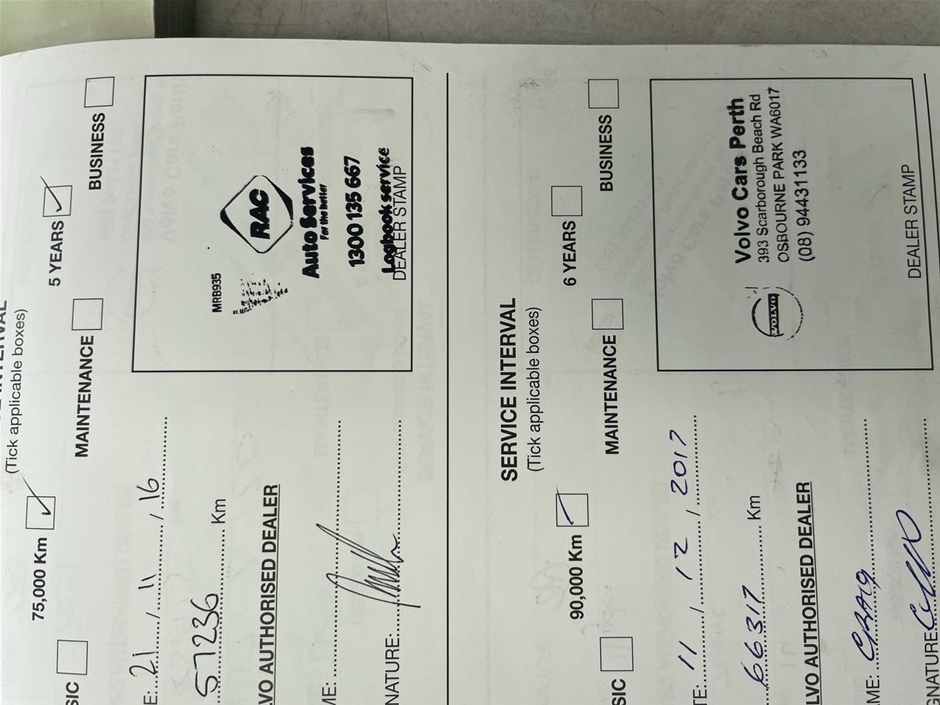 (Tick applicable boxes)
75,000 Km
5 YEARS
SIC
MAINTENANCE
BUSINESS
E: 21 / 11 / 16
57236 Km
VO AUTHORISED DEALER
ME:
NATURE:
MRB935
RAC
Auto Services
For the better
1300 135 667
Logbook service
DEALER STAMP
SERVICE INTERVAL
(Tick applicable boxes)
90,000 Km
6 YEARS
SIC
MAINTENANCE
BUSINESS
TE: 11 / 12 / 2017
66317 Km
LVO AUTHORISED DEALER
AME: CRAIG
GNATURE:
VOLVO
Volvo Cars Perth
393 Scarborough Beach Rd
OSBOURNE PARK WA6017
(08) 94431133
DEALER STAMP